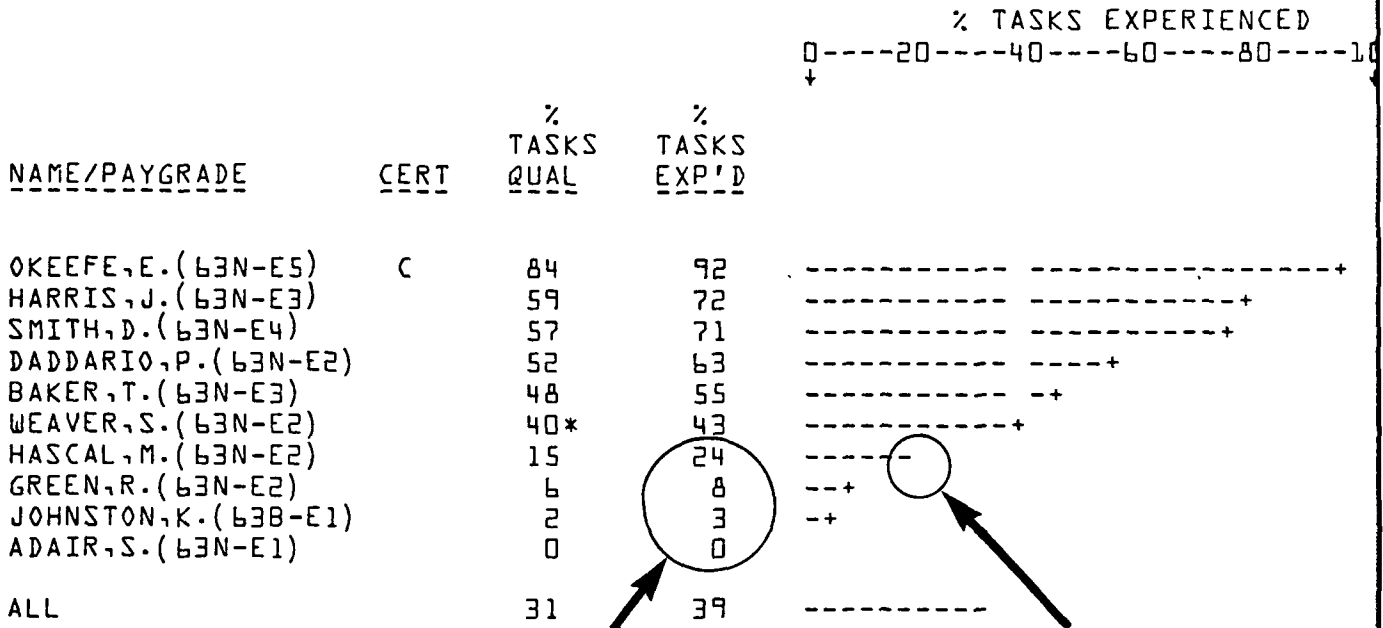 % TASKS EXPERIENCED
0----20----40----60----80----10
% %
TASKS TASKS
NAME/PAYGRADE CERT QUAL EXP'D
OKEEFE,E.(63N-E5) C 84 92 ----------- ----------------+
HARRIS,J.(63N-E3) 59 72 ----------- -----------+
SMITH,D.(63N-E4) 57 71 ----------- ----------+
DADDARIO,P.(63N-E2) 52 63 ----------- ----+
BAKER,T.(63N-E3) 48 55 ----------- -+
WEAVER,S.(63N-E2) 40* 43 -----------+
HASCAL,M.(63N-E2) 15 24 ------
GREEN,R.(63N-E2) 6 8 --+
JOHNSTON,K.(63B-E1) 2 3 -+
ADAIR,S.(63N-E1) 0 0
ALL 31 39 ----------